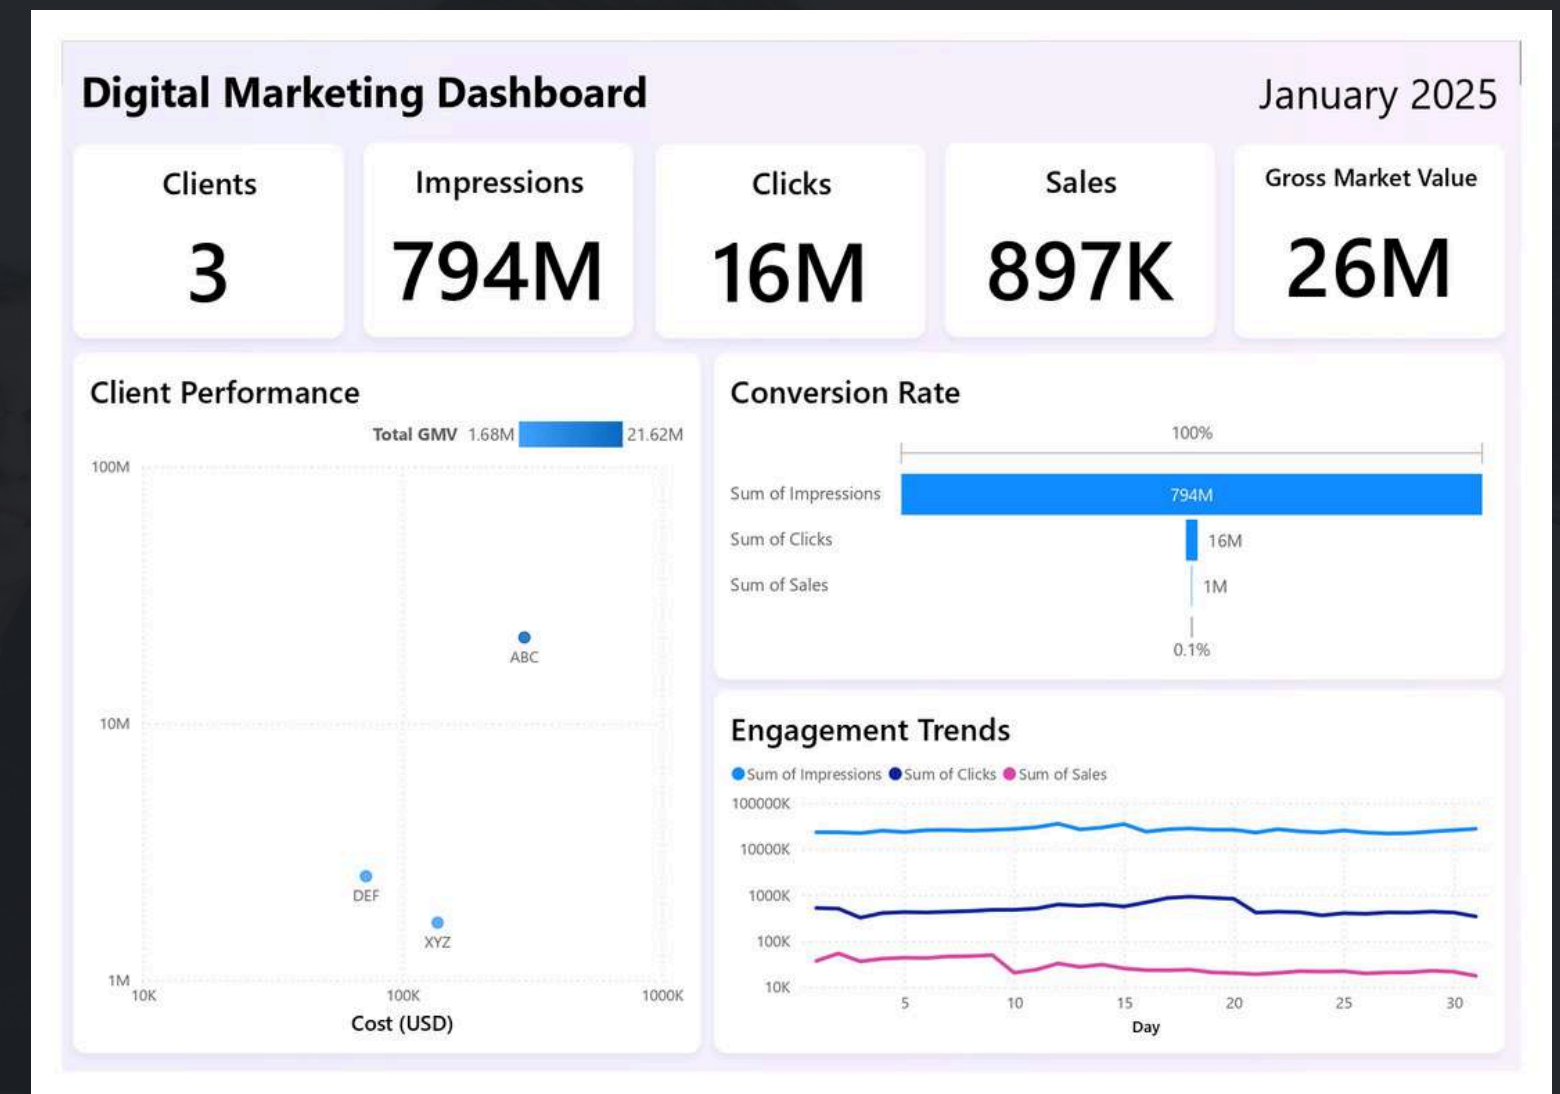 Digital Marketing Dashboard
January 2025
Clients
3
Impressions
794M
Clicks
16M
Sales
897K
Gross Market Value
26M
Client Performance
Total GMV 1.68M 21.62M
100M
10M
1M
ABC
DEF
XYZ
10K 100K 1000K
Cost (USD)
Conversion Rate
100%
Sum of Impressions 794M
Sum of Clicks 16M
Sum of Sales 1M
0.1%
Engagement Trends
Sum of Impressions Sum of Clicks Sum of Sales
100000K
10000K
1000K
100K
10K
5 10 15 20 25 30
Day